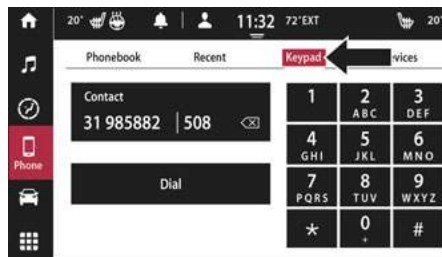 20° 11:32 72°EXT 20
Phonebook Recent Keypad vices
Contact
31 985882 508
Dial
Phone
1 2 ABC 3 DEF
4 GHI 5 JKL 6 MNO
7 PQRS 8 TUV 9 WXYZ
* 0 + #